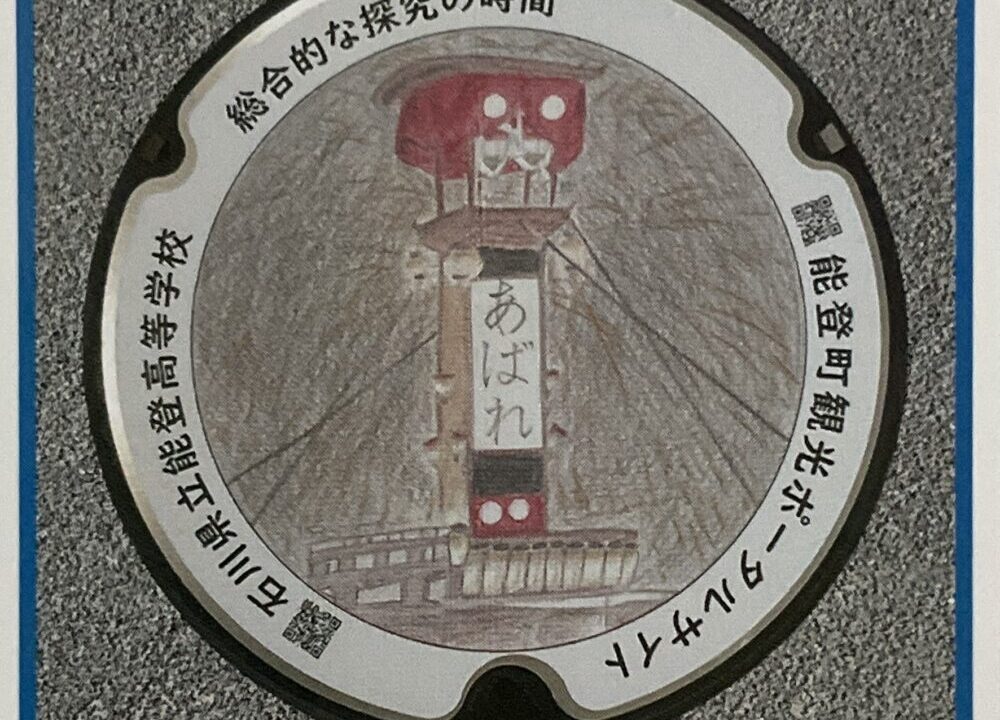 総合的な探究の時間
石川県立能登高等学校
能登町観光ポータルサイト
あばれ